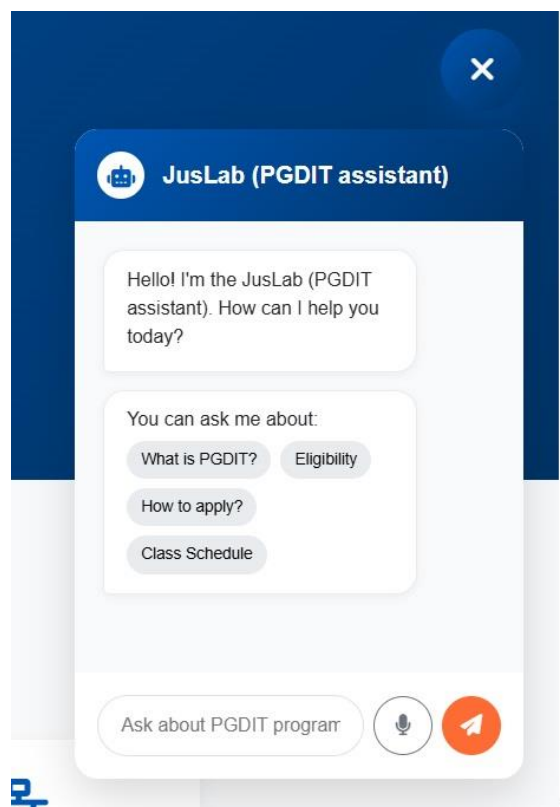 JusLab (PGDIT assistant)
Hello! I'm the JusLab (PGDIT
assistant). How can I help you
today?
You can ask me about:
What is PGDIT? Eligibility
How to apply?
Class Schedule
Ask about PGDIT program